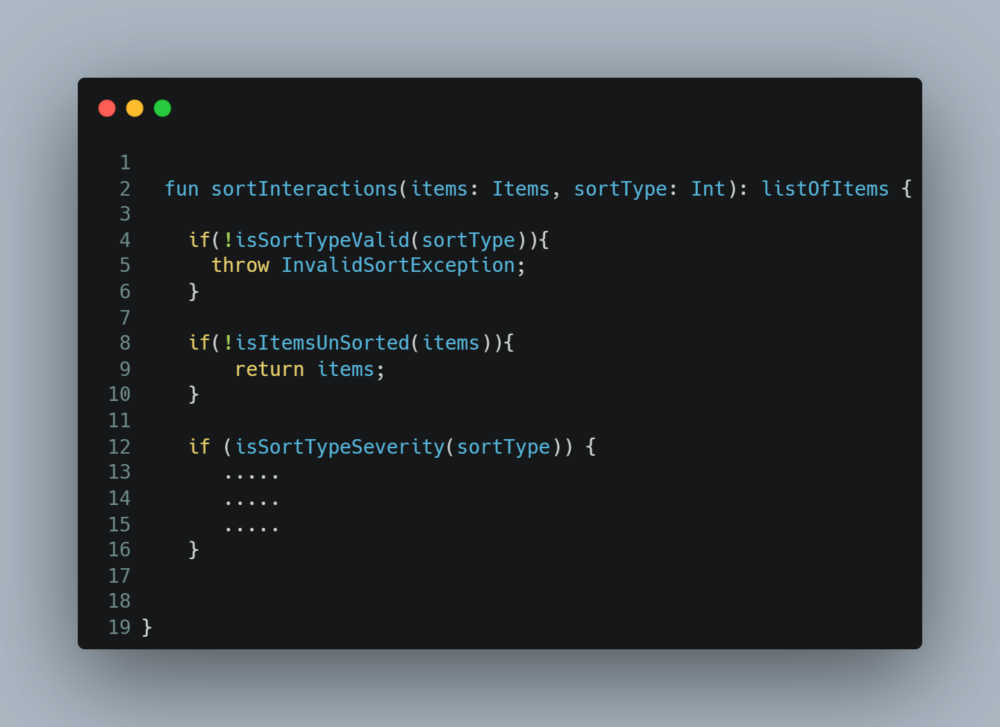 1
2 fun sortInteractions(items: Items, sortType: Int): listOfItems {
3
4 if(!isSortTypeValid(sortType)){
5 throw InvalidSortException;
6 }
7
8 if(!isItemsUnSorted(items)){
9 return items;
10 }
11
12 if (isSortTypeSeverity(sortType)) {
13 .....
14 .....
15 .....
16 }
17
18
19 }